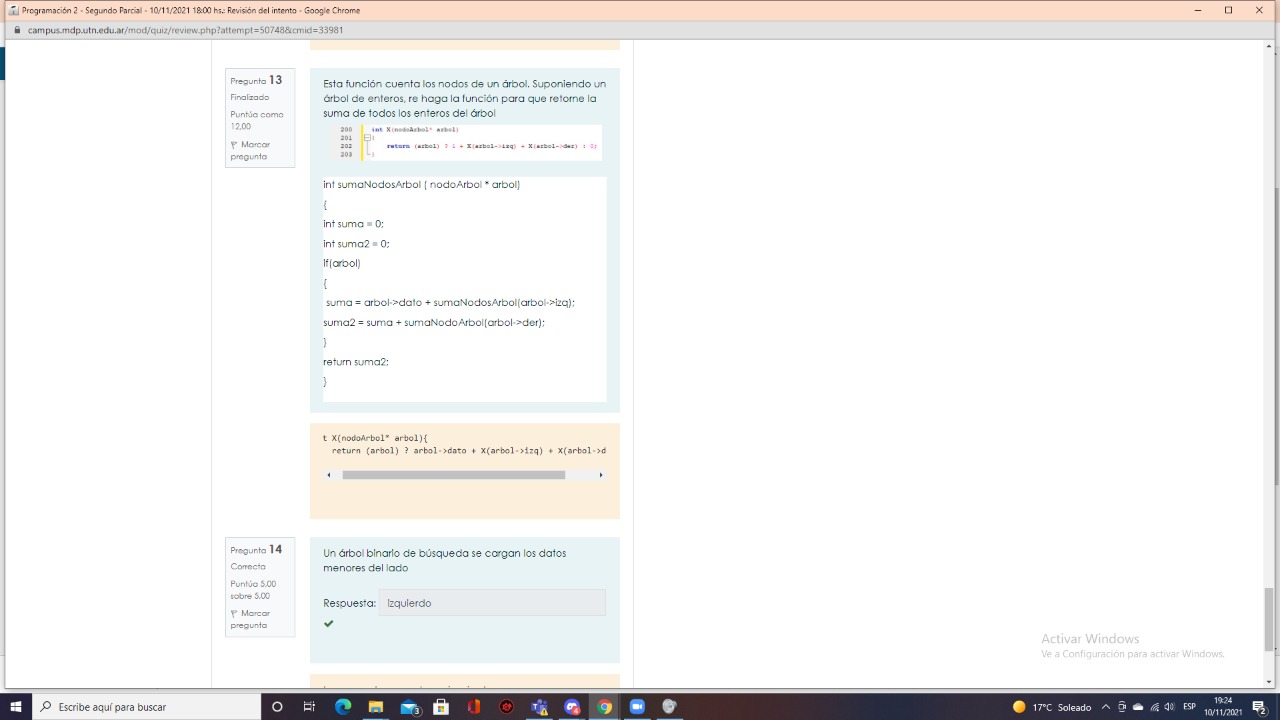 Programación 2 - Segundo Parcial - 10/11/2021 18:00 hs.: Revisión del intento - Google Chrome
campus.mdp.utn.edu.ar/mod/quiz/review.php?attempt=50748&cmid=33981
Pregunta 13
Finalizado
Puntúa como
12,00
Marcar
pregunta
Esta función cuenta los nodos de un árbol. Suponiendo un
árbol de enteros, re haga la función para que retorne la
suma de todos los enteros del árbol
200 int X(nodoArbol* arbol)
201 {
202 return (arbol) ? 1 + X(arbol->izq) + X(arbol->der) : 0;
203 }
int sumaNodosArbol ( nodoArbol * arbol)
{
int suma = 0;
int suma2 = 0;
if(arbol)
{
suma = arbol->dato + sumaNodosArbol(arbol->izq);
suma2 = suma + sumaNodoArbol(arbol->der);
}
return suma2;
}
t X(nodoArbol* arbol){
return (arbol) ? arbol->dato + X(arbol->izq) + X(arbol->d
Pregunta 14
Correcta
Puntúa 5,00
sobre 5,00
Marcar
pregunta
Un árbol binario de búsqueda se cargan los datos
menores del lado
Respuesta: Izquierdo
Activar Windows
Ve a Configuración para activar Windows.
Escribe aquí para buscar
3
17°C Soleado
ESP
19:24
10/11/2021
2